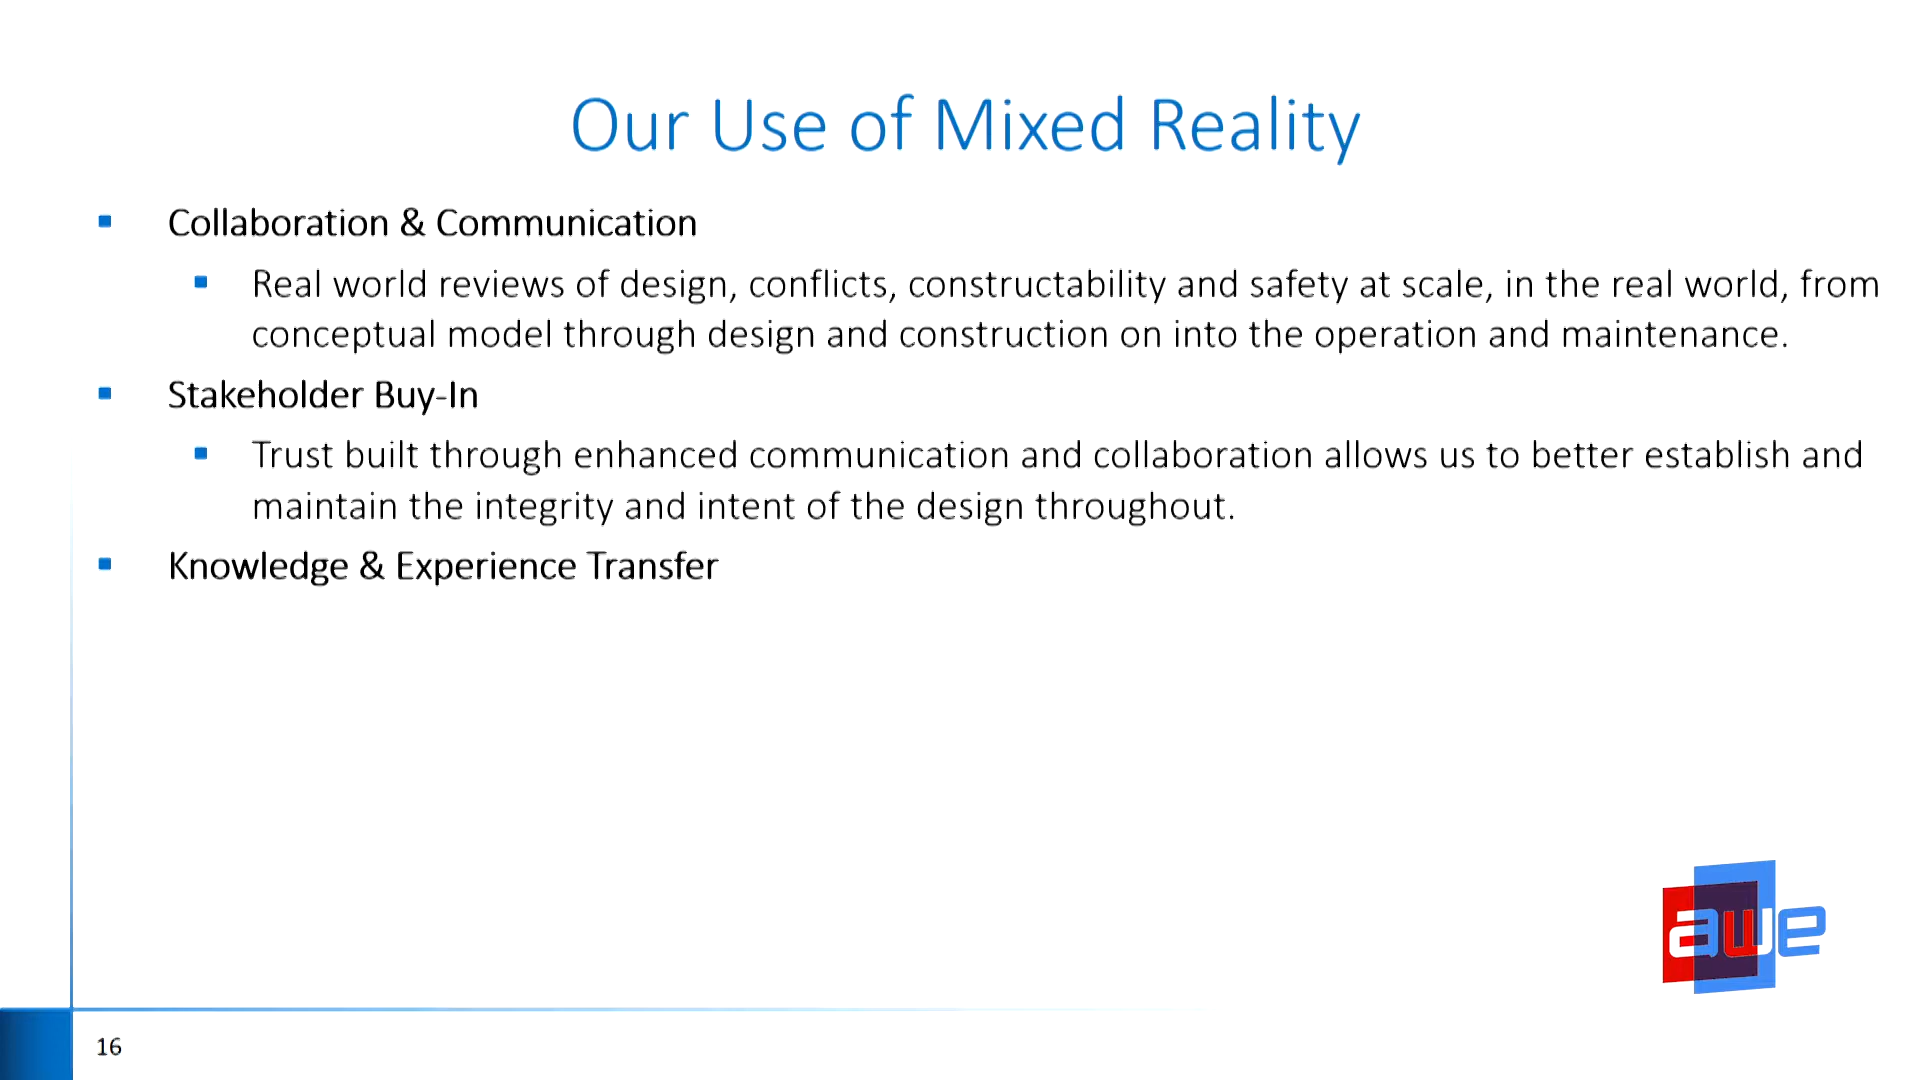 Our Use of Mixed Reality
Collaboration & Communication
Real world reviews of design, conflicts, constructability and safety at scale, in the real world, from
conceptual model through design and construction on into the operation and maintenance.
Stakeholder Buy-In
Trust built through enhanced communication and collaboration allows us to better establish and
maintain the integrity and intent of the design throughout.
Knowledge & Experience Transfer
awe
16